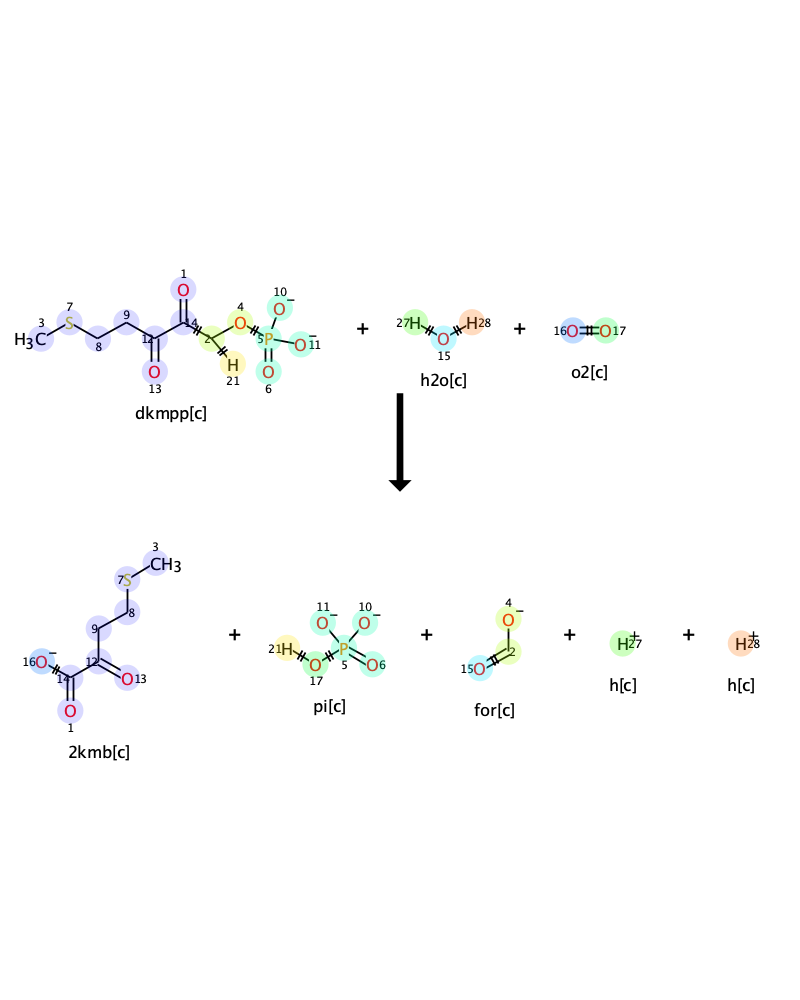 1
O
10
O−
3
7
9
4
27H
H28
H3C
S
14
2
O
5P
O−11
+
+
16O
O17
8
12
O
15
O
H
O
13
21
6
h2o[c]
o2[c]
dkmpp[c]
3
CH3
7S
8
11
10
4
9
O−
O−
O−
+
21H
+
+
H+27
+
H+28
16O−
12
P
2
14
O13
O
5
O6
15O
17
h[c]
h[c]
O
pi[c]
for[c]
1
2kmb[c]